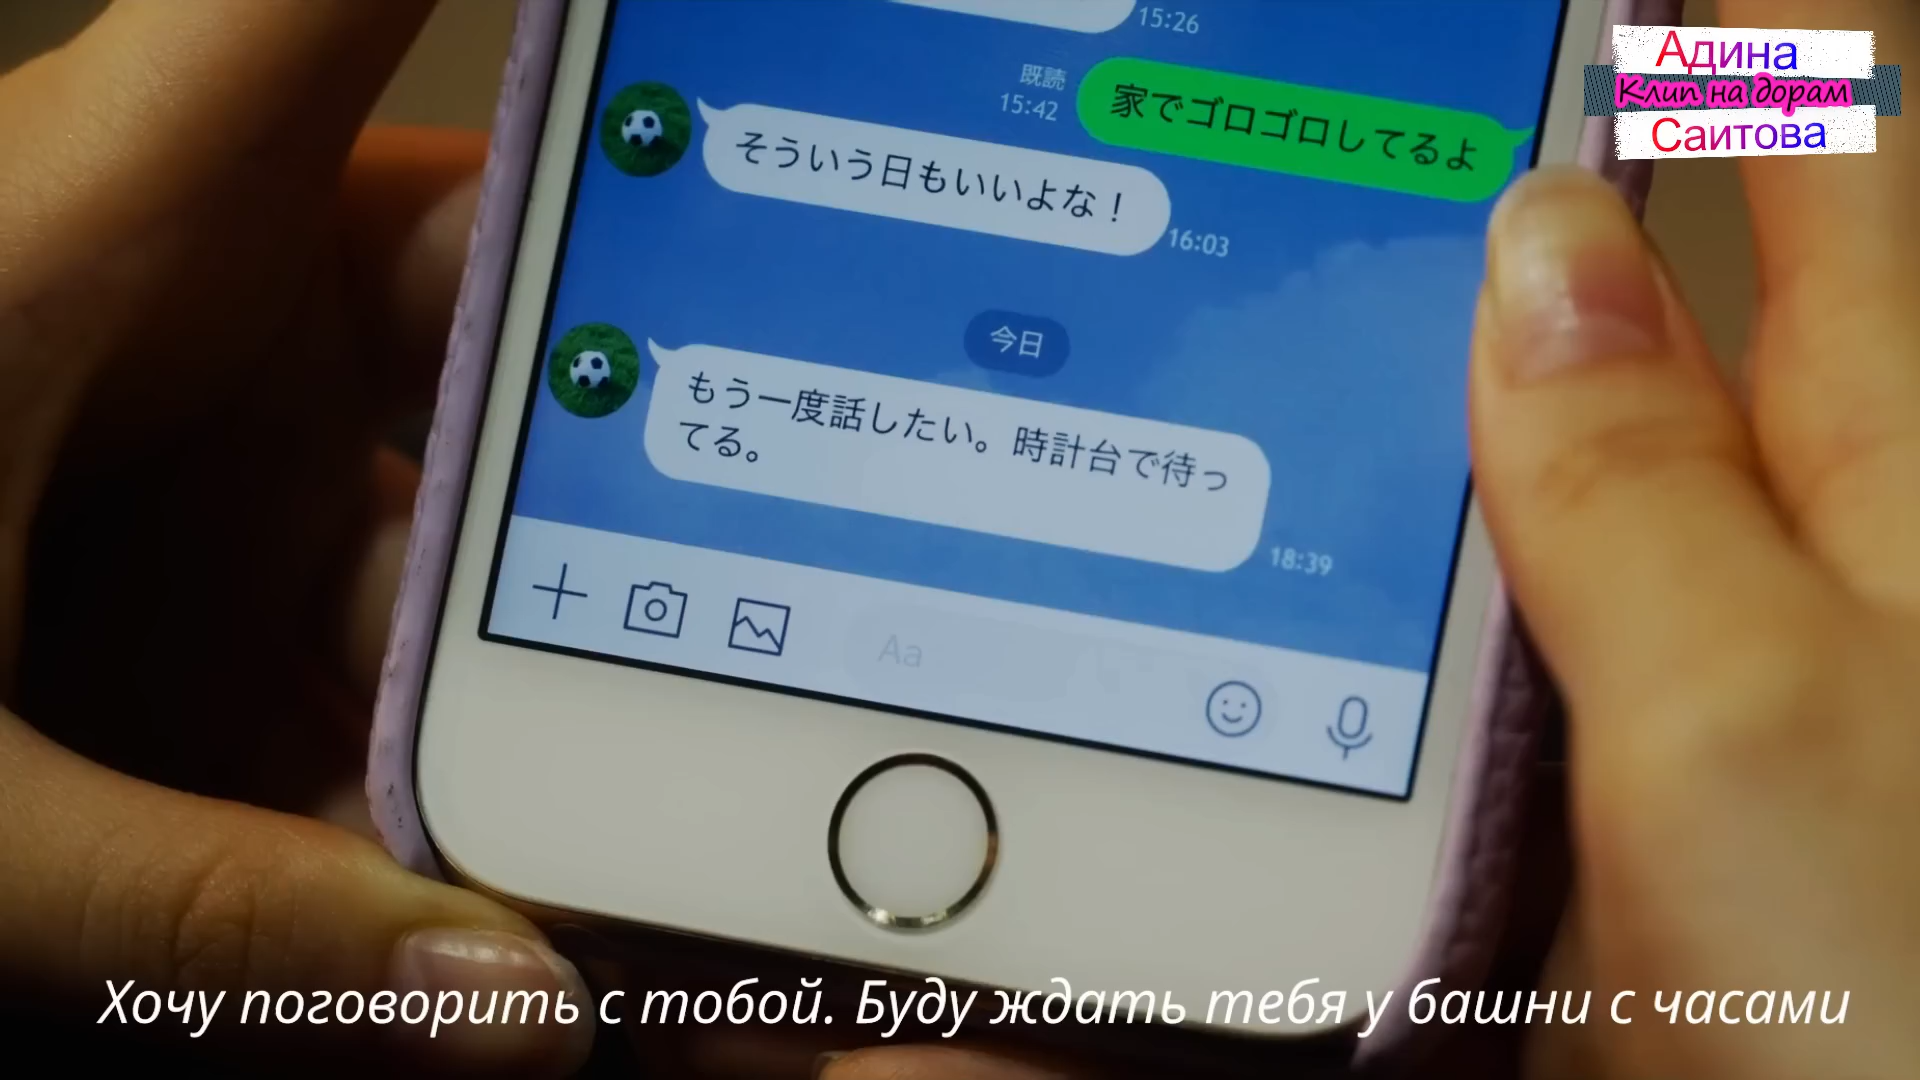 15:26
既読
15:42
家でゴロゴロしてるよ
そういう日もいいよな！
16:03
今日
もう一度話したい。時計台で待っ
てる。
18:39
Aa
Адина
Клип на дорам
Саитова
Хочу поговорить с тобой. Буду ждать тебя у башни с часами